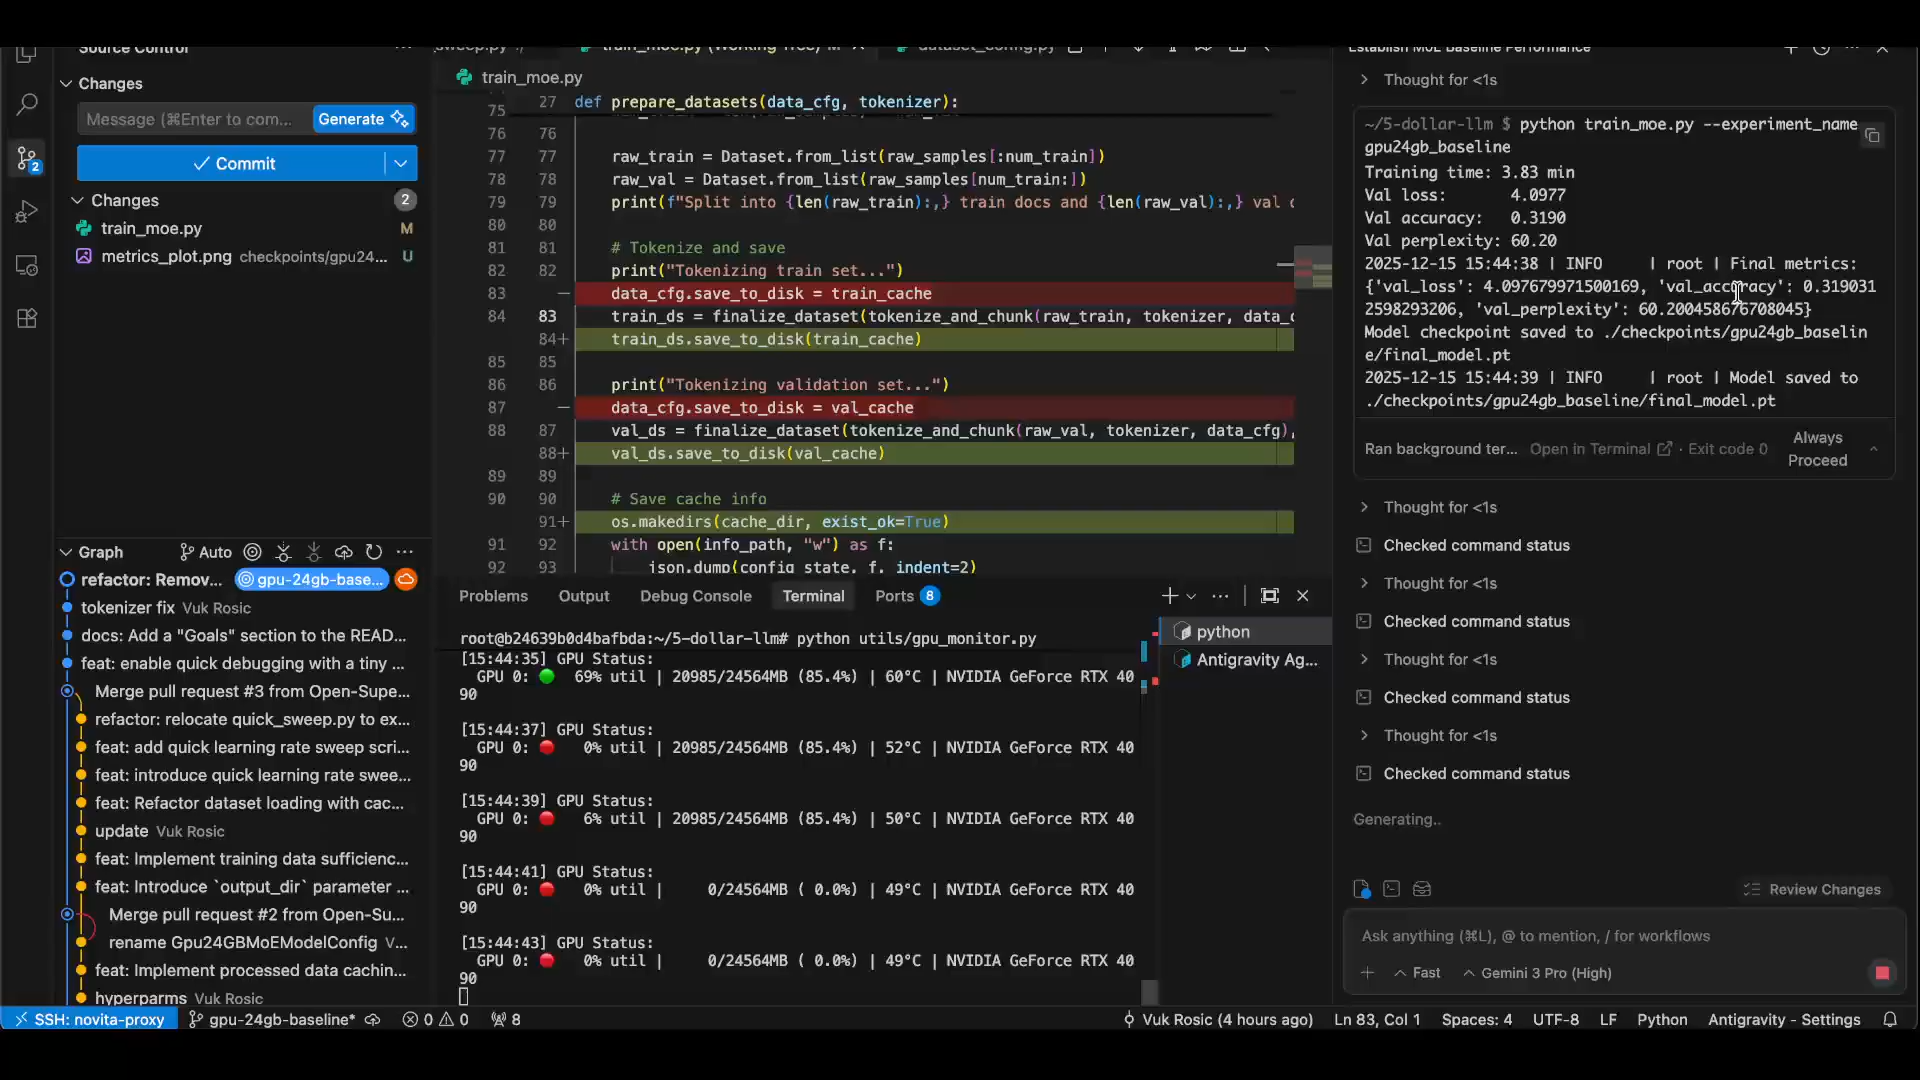 Source Control
Changes
Message (⌘Enter to com...
Generate
Commit
Changes
2
train_moe.py
M
metrics_plot.png checkpoints/gpu24...
U
Graph
Auto
refactor: Remov...
gpu-24gb-base...
tokenizer fix Vuk Rosic
docs: Add a "Goals" section to the READ...
feat: enable quick debugging with a tiny ...
Merge pull request #3 from Open-Supe...
refactor: relocate quick_sweep.py to ex...
feat: add quick learning rate sweep scri...
feat: introduce quick learning rate swee...
feat: Refactor dataset loading with cac...
update Vuk Rosic
feat: Implement training data sufficienc...
feat: Introduce `output_dir` parameter ...
Merge pull request #2 from Open-Su...
rename Gpu24GBMoEModelConfig V...
feat: Implement processed data cachin...
hyperparms Vuk Rosic
sweep.py
train_moe.py (Working Tree) M
dataset_config.py
train_moe.py
27 def prepare_datasets(data_cfg, tokenizer):
75
76 76
77 77 raw_train = Dataset.from_list(raw_samples[:num_train])
78 78 raw_val = Dataset.from_list(raw_samples[num_train:])
79 79 print(f"Split into {len(raw_train):,} train docs and {len(raw_val):,} val d
80 80
81 81 # Tokenize and save
82 82 print("Tokenizing train set...")
83 — data_cfg.save_to_disk = train_cache
84 83 train_ds = finalize_dataset(tokenize_and_chunk(raw_train, tokenizer, data_c
84+ train_ds.save_to_disk(train_cache)
85 85
86 86 print("Tokenizing validation set...")
87 — data_cfg.save_to_disk = val_cache
88 87 val_ds = finalize_dataset(tokenize_and_chunk(raw_val, tokenizer, data_cfg),
88+ val_ds.save_to_disk(val_cache)
89 89
90 90 # Save cache info
91+ os.makedirs(cache_dir, exist_ok=True)
91 92 with open(info_path, "w") as f:
92 93 json.dump(config_state, f, indent=2)
Problems Output Debug Console Terminal Ports 8
root@b24639b0d4bafbda:~/5-dollar-llm# python utils/gpu_monitor.py
[15:44:35] GPU Status:
GPU 0: 69% util | 20985/24564MB (85.4%) | 60°C | NVIDIA GeForce RTX 40
90
[15:44:37] GPU Status:
GPU 0: 0% util | 20985/24564MB (85.4%) | 52°C | NVIDIA GeForce RTX 40
90
[15:44:39] GPU Status:
GPU 0: 6% util | 20985/24564MB (85.4%) | 50°C | NVIDIA GeForce RTX 40
90
[15:44:41] GPU Status:
GPU 0: 0% util | 0/24564MB ( 0.0%) | 49°C | NVIDIA GeForce RTX 40
90
[15:44:43] GPU Status:
GPU 0: 0% util | 0/24564MB ( 0.0%) | 49°C | NVIDIA GeForce RTX 40
90
python
Antigravity Ag...
Establish MoE Baseline Performance
Thought for <1s
~/5-dollar-llm $ python train_moe.py --experiment_name
gpu24gb_baseline
Training time: 3.83 min
Val loss: 4.0977
Val accuracy: 0.3190
Val perplexity: 60.20
2025-12-15 15:44:38 | INFO | root | Final metrics:
{'val_loss': 4.097679971500169, 'val_accuracy': 0.319031
2598293206, 'val_perplexity': 60.200458676708045}
Model checkpoint saved to ./checkpoints/gpu24gb_baselin
e/final_model.pt
2025-12-15 15:44:39 | INFO | root | Model saved to
./checkpoints/gpu24gb_baseline/final_model.pt
Ran background ter... Open in Terminal · Exit code 0
Always
Proceed
Thought for <1s
Checked command status
Thought for <1s
Checked command status
Thought for <1s
Checked command status
Thought for <1s
Checked command status
Generating..
Review Changes
Ask anything (⌘L), @ to mention, / for workflows
Fast Gemini 3 Pro (High)
SSH: novita-proxy gpu-24gb-baseline* 0 0 8
Vuk Rosic (4 hours ago) Ln 83, Col 1 Spaces: 4 UTF-8 LF Python Antigravity - Settings